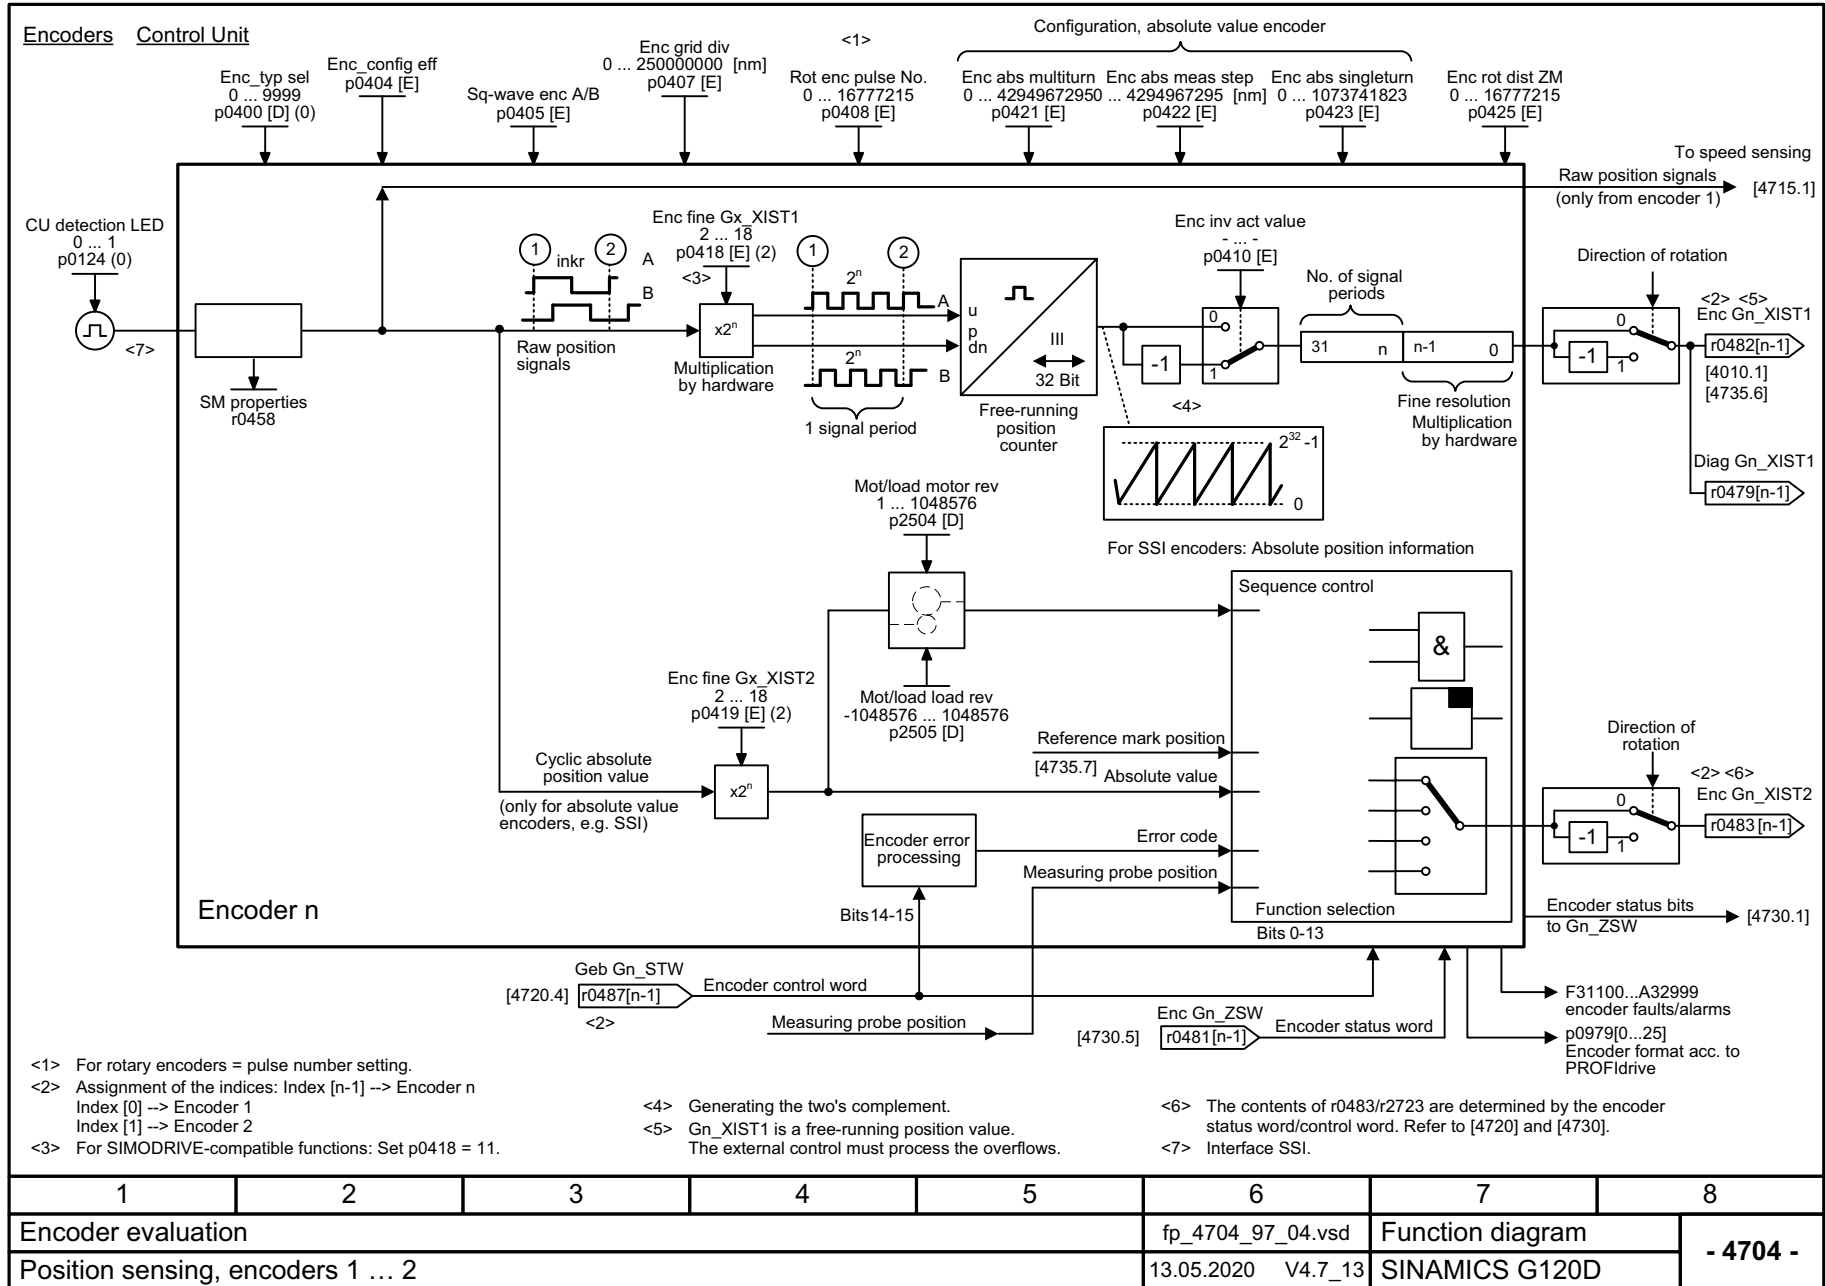 Encoders Control Unit
Enc_typ sel
0 ... 9999
p0400 [D] (0)
Enc_config eff
p0404 [E]
Sq-wave enc A/B
p0405 [E]
Enc grid div
0 ... 250000000 [nm]
p0407 [E]
<1>
Rot enc pulse No.
0 ... 16777215
p0408 [E]
Configuration, absolute value encoder
Enc abs multiturn
0 ... 4294967295
p0421 [E]
Enc abs meas step
0 ... 4294967295 [nm]
p0422 [E]
Enc abs singleturn
0 ... 1073741823
p0423 [E]
Enc rot dist ZM
0 ... 16777215
p0425 [E]
To speed sensing
Raw position signals
(only from encoder 1)
[4715.1]
CU detection LED
0 ... 1
p0124 (0)
<7>
SM properties
r0458
1
inkr
2
A
B
Raw position
signals
Enc fine Gx_XIST1
2 ... 18
p0418 [E] (2)
<3>
x2n
Multiplication
by hardware
1
2n
2
A
2n
B
1 signal period
u
p
dn
III
32 Bit
Free-running
position
counter
Enc inv act value
- ... -
p0410 [E]
0
-1
1
<4>
No. of signal
periods
31 n n-1 0
Fine resolution
Multiplication
by hardware
232 -1
0
Direction of rotation
0
-1
1
<2> <5>
Enc Gn_XIST1
r0482[n-1]
[4010.1]
[4735.6]
Diag Gn_XIST1
r0479[n-1]
Mot/load motor rev
1 ... 1048576
p2504 [D]
Mot/load load rev
-1048576 ... 1048576
p2505 [D]
For SSI encoders: Absolute position information
Sequence control
&
Enc fine Gx_XIST2
2 ... 18
p0419 [E] (2)
x2n
Cyclic absolute
position value
(only for absolute value
encoders, e.g. SSI)
Reference mark position
[4735.7]
Absolute value
Encoder error
processing
Error code
Measuring probe position
Bits 14-15
Function selection
Bits 0-13
Direction of
rotation
0
-1
1
<2> <6>
Enc Gn_XIST2
r0483[n-1]
Encoder n
Encoder status bits
to Gn_ZSW
[4730.1]
Geb Gn_STW
[4720.4] r0487[n-1]
<2>
Encoder control word
Measuring probe position
Enc Gn_ZSW
[4730.5] r0481[n-1]
Encoder status word
F31100...A32999
encoder faults/alarms
p0979[0...25]
Encoder format acc. to
PROFIdrive
<1> For rotary encoders = pulse number setting.
<2> Assignment of the indices: Index [n-1] --> Encoder n
Index [0] --> Encoder 1
Index [1] --> Encoder 2
<3> For SIMODRIVE-compatible functions: Set p0418 = 11.
<4> Generating the two's complement.
<5> Gn_XIST1 is a free-running position value.
The external control must process the overflows.
<6> The contents of r0483/r2723 are determined by the encoder
status word/control word. Refer to [4720] and [4730].
<7> Interface SSI.
1 2 3 4 5 6 7 8
Encoder evaluation
fp_4704_97_04.vsd
Function diagram
- 4704 -
Position sensing, encoders 1 … 2
13.05.2020 V4.7_13
SINAMICS G120D